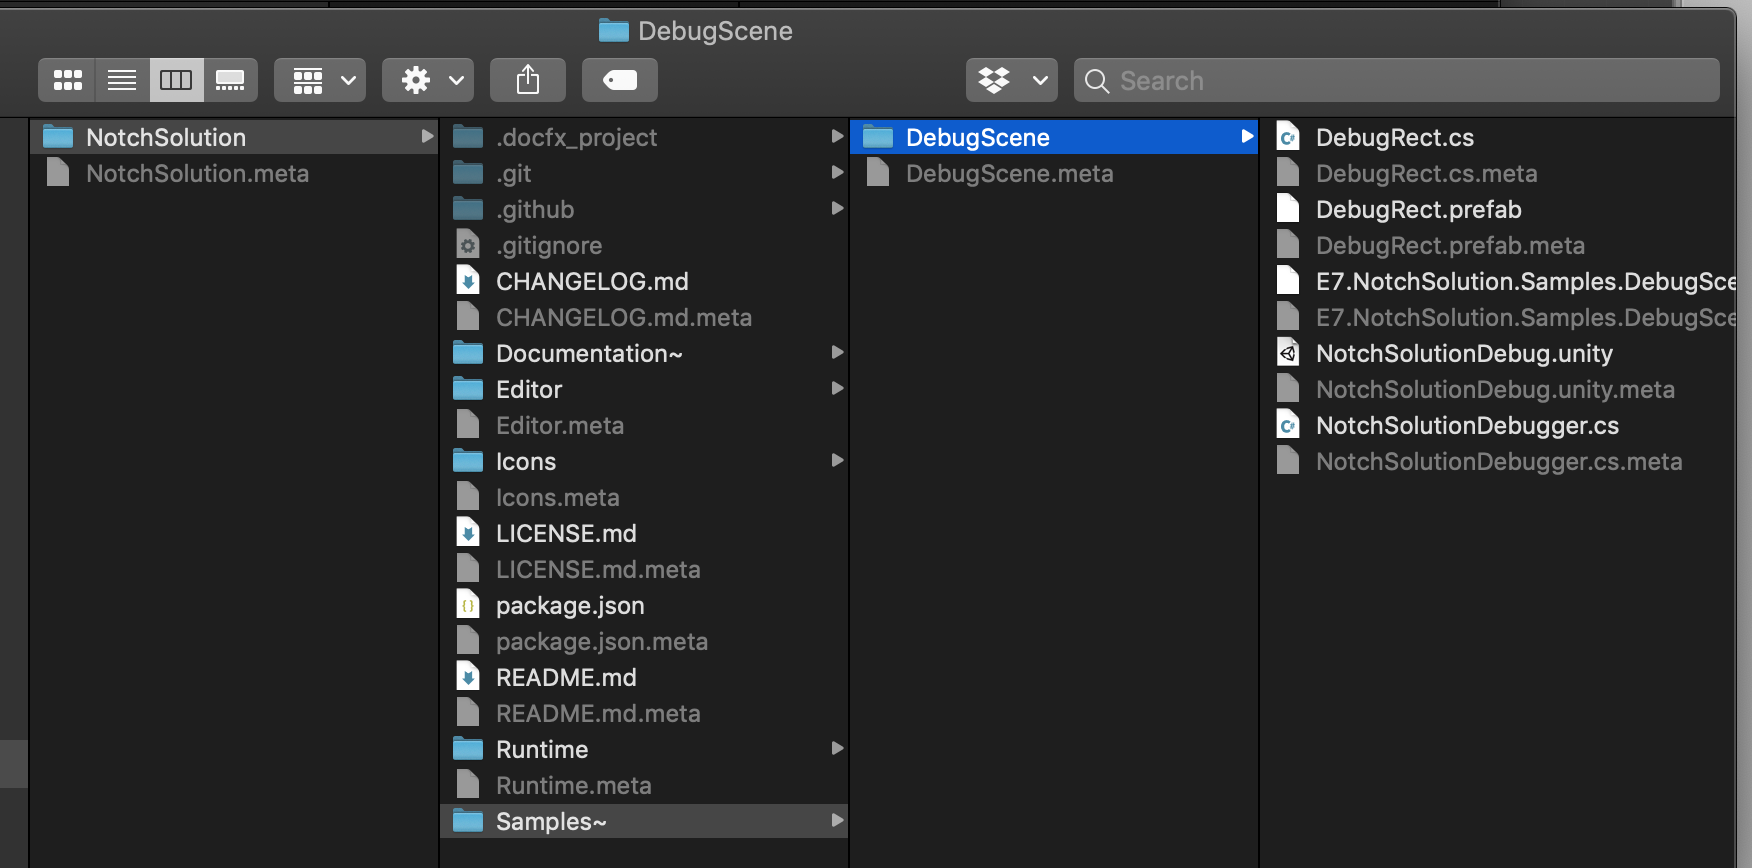 DebugScene
Search
NotchSolution
NotchSolution.meta
.docfx_project
.git
.github
.gitignore
CHANGELOG.md
CHANGELOG.md.meta
Documentation~
Editor
Editor.meta
Icons
Icons.meta
LICENSE.md
LICENSE.md.meta
package.json
package.json.meta
README.md
README.md.meta
Runtime
Runtime.meta
Samples~
DebugScene
DebugScene.meta
DebugRect.cs
DebugRect.cs.meta
DebugRect.prefab
DebugRect.prefab.meta
E7.NotchSolution.Samples.DebugSce
E7.NotchSolution.Samples.DebugSce
NotchSolutionDebug.unity
NotchSolutionDebug.unity.meta
NotchSolutionDebugger.cs
NotchSolutionDebugger.cs.meta